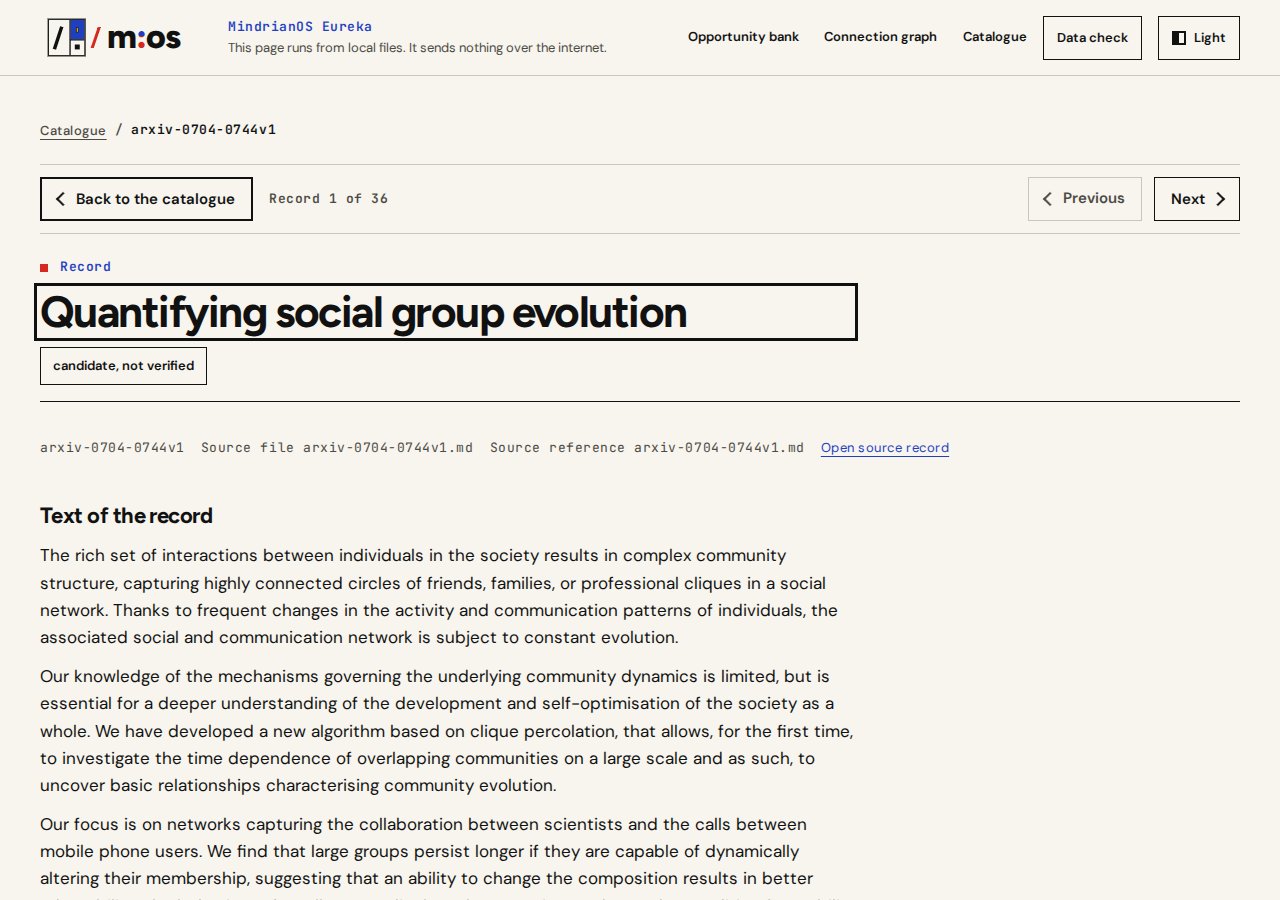 / m:os
MindrianOS Eureka
This page runs from local files. It sends nothing over the internet.
Opportunity bank
Connection graph
Catalogue
Data check
Light
Catalogue / arxiv-0704-0744v1
Back to the catalogue
Record 1 of 36
Previous
Next
Record
Quantifying social group evolution
candidate, not verified
arxiv-0704-0744v1 Source file arxiv-0704-0744v1.md Source reference arxiv-0704-0744v1.md Open source record
Text of the record
The rich set of interactions between individuals in the society results in complex community
structure, capturing highly connected circles of friends, families, or professional cliques in a social
network. Thanks to frequent changes in the activity and communication patterns of individuals, the
associated social and communication network is subject to constant evolution.
Our knowledge of the mechanisms governing the underlying community dynamics is limited, but is
essential for a deeper understanding of the development and self-optimisation of the society as a
whole. We have developed a new algorithm based on clique percolation, that allows, for the first time,
to investigate the time dependence of overlapping communities on a large scale and as such, to
uncover basic relationships characterising community evolution.
Our focus is on networks capturing the collaboration between scientists and the calls between
mobile phone users. We find that large groups persist longer if they are capable of dynamically
altering their membership, suggesting that an ability to change the composition results in better